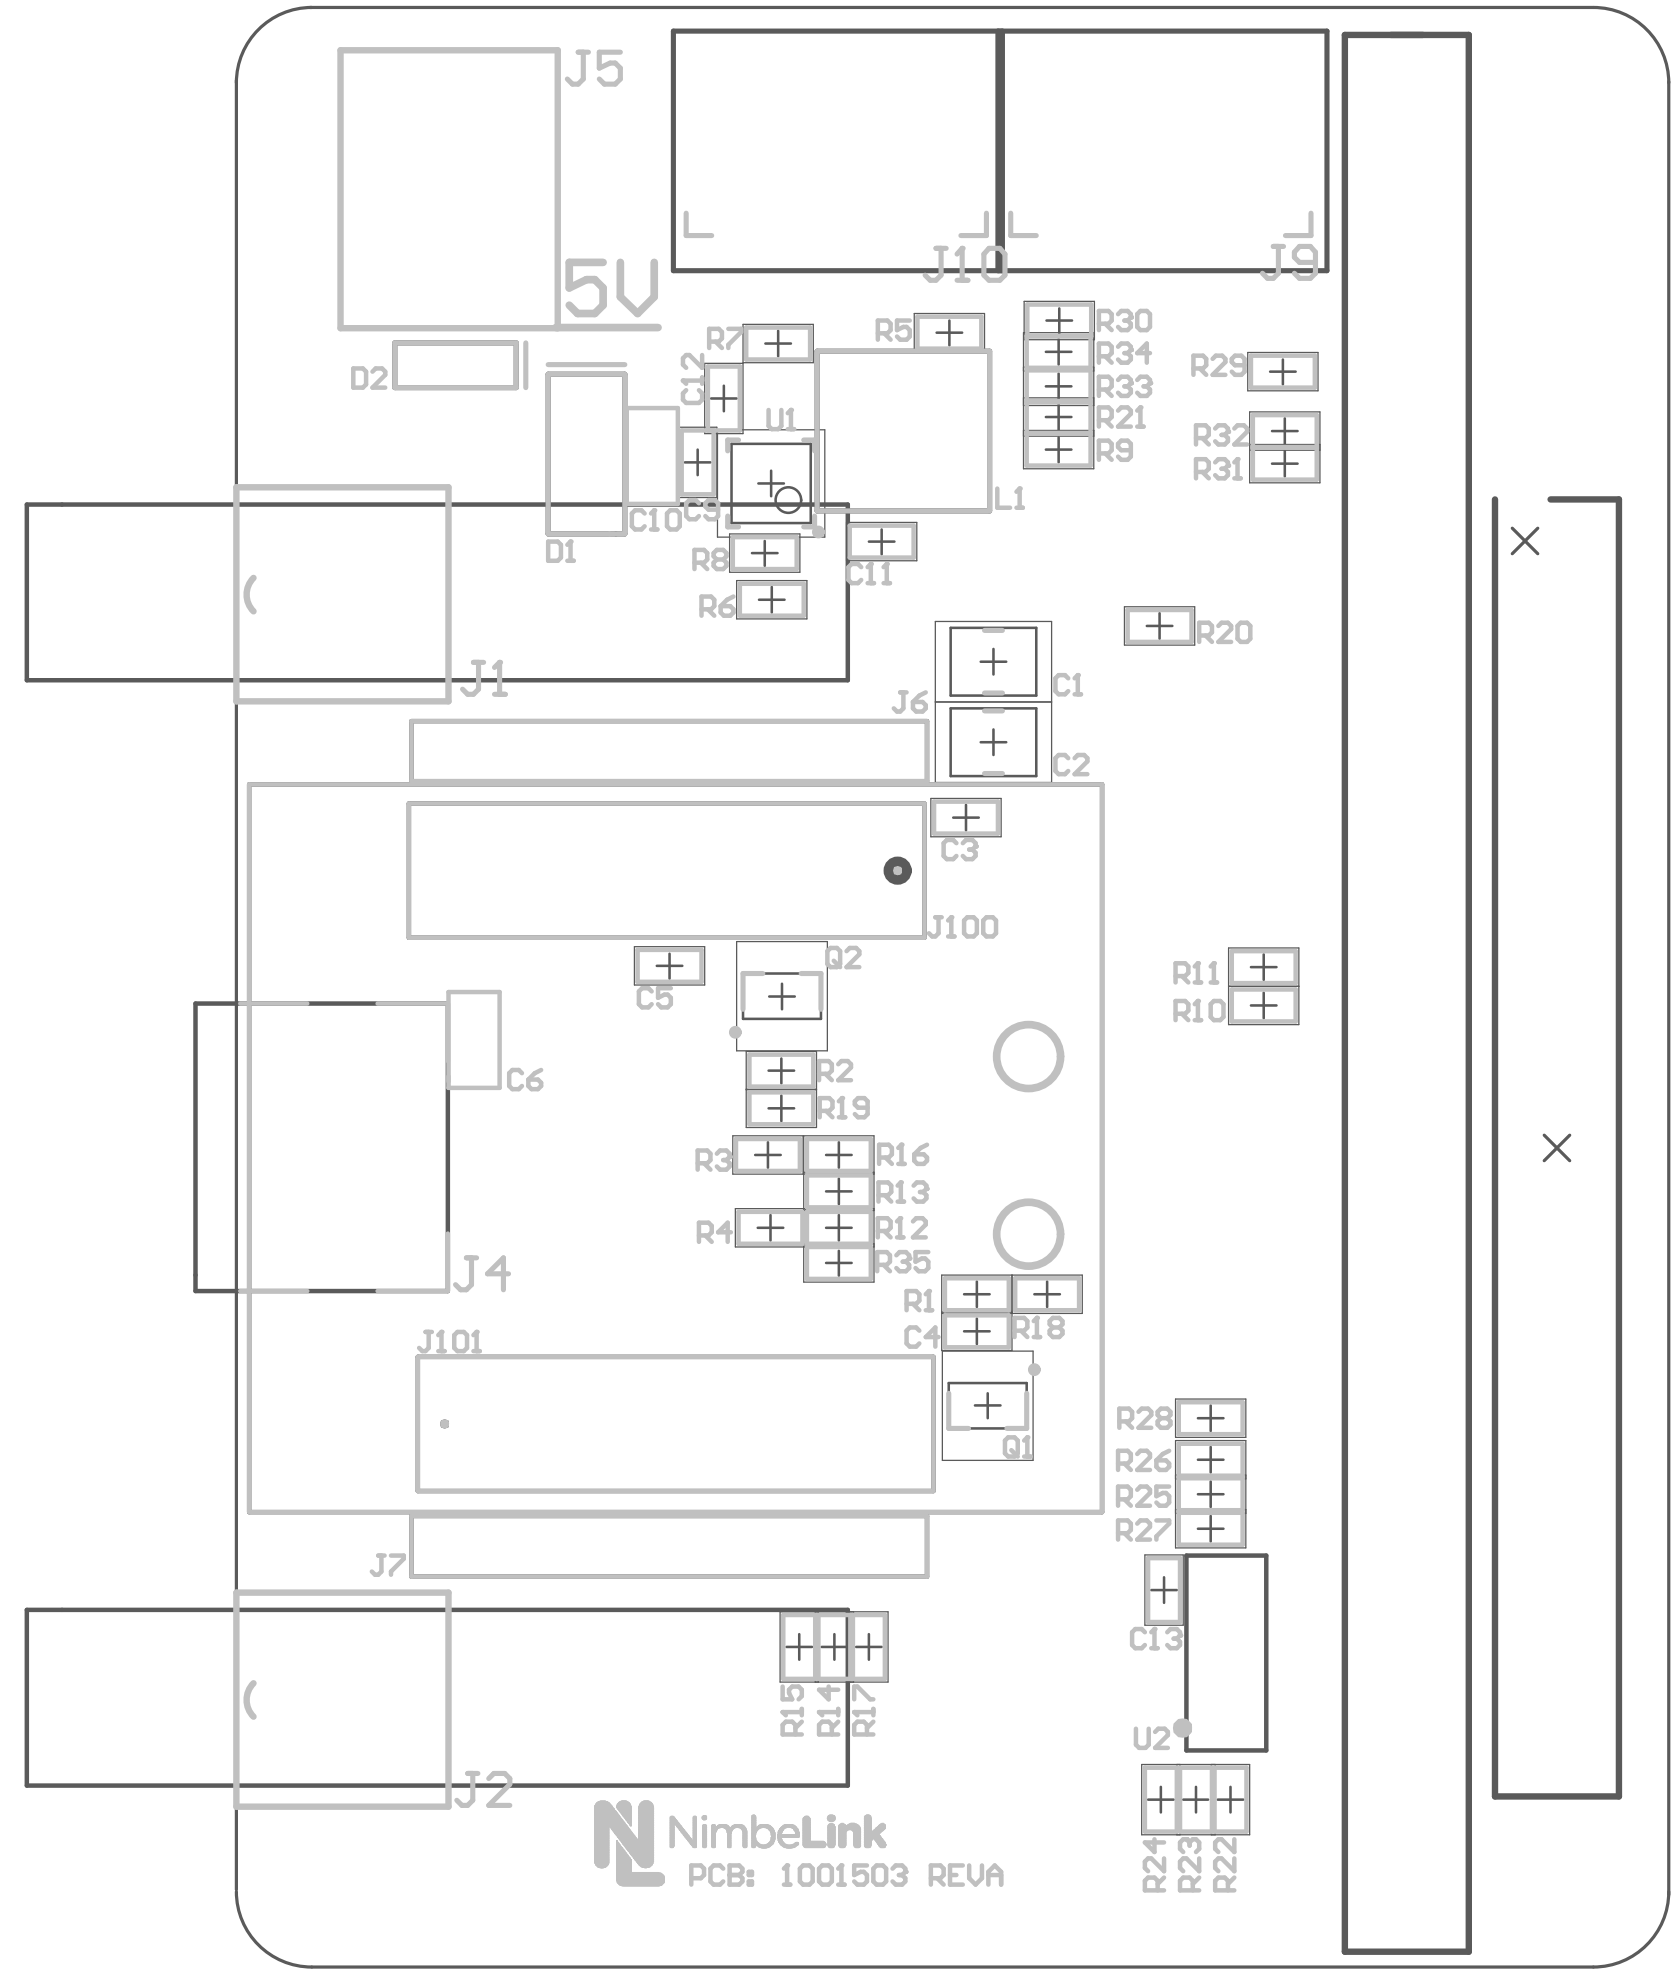 J5
5V
J10
J9
R7
R5
R30
R34
R33
R21
R9
R29
R32
R31
D2
C12
U1
L1
C9
C10
D1
R8
C11
R6
R20
J1
C1
J6
C2
C3
J100
Q2
C5
R11
R10
C6
R2
R19
R3
R16
R13
R4
R12
R35
J4
R1
C4
R18
J101
Q1
R28
R26
R25
R27
J7
C13
R15
R14
R17
U2
J2
NimbeLink
PCB: 1001503 REVA
R24
R23
R22